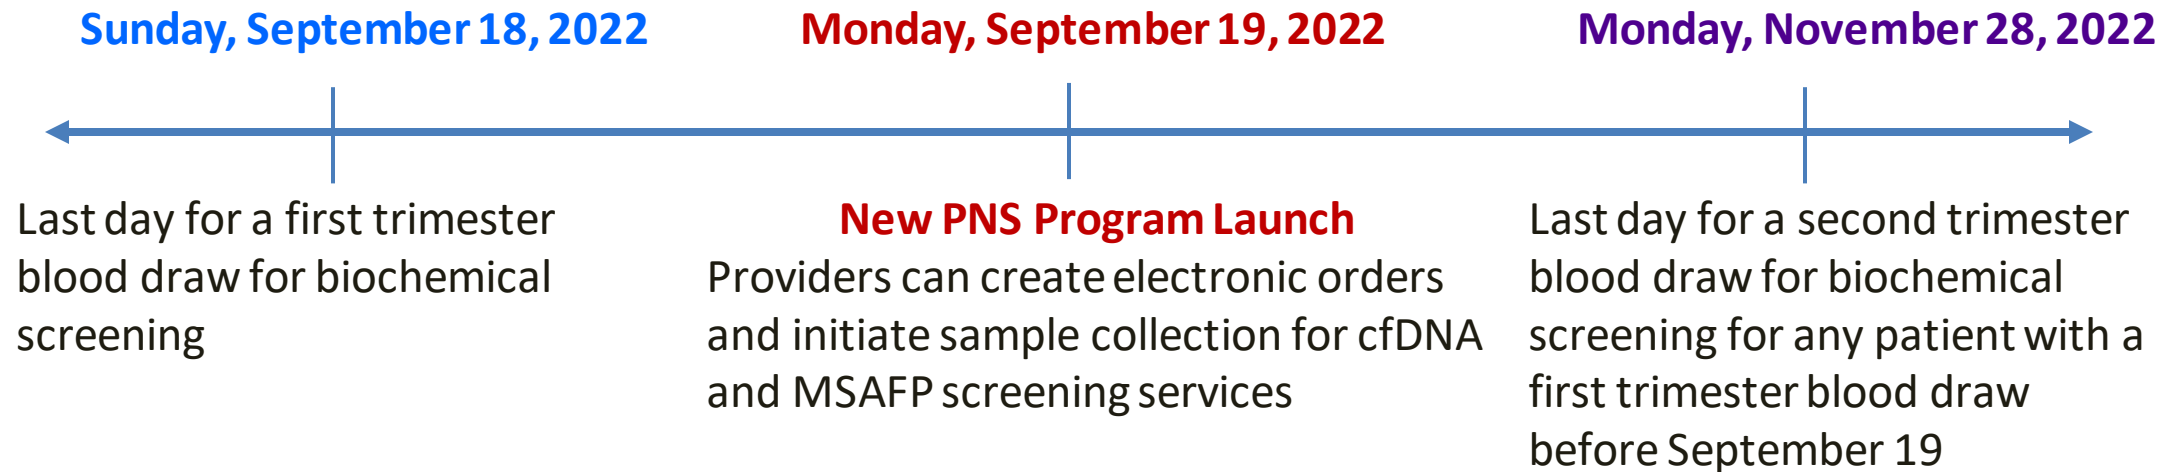 Sunday, September 18, 2022
Last day for a first trimester
blood draw for biochemical
screening
Monday, September 19, 2022
New PNS Program Launch
Providers can create electronic orders
and initiate sample collection for cfDNA
and MSAFP screening services
Monday, November 28, 2022
Last day for a second trimester
blood draw for biochemical
screening for any patient with a
first trimester blood draw
before September 19